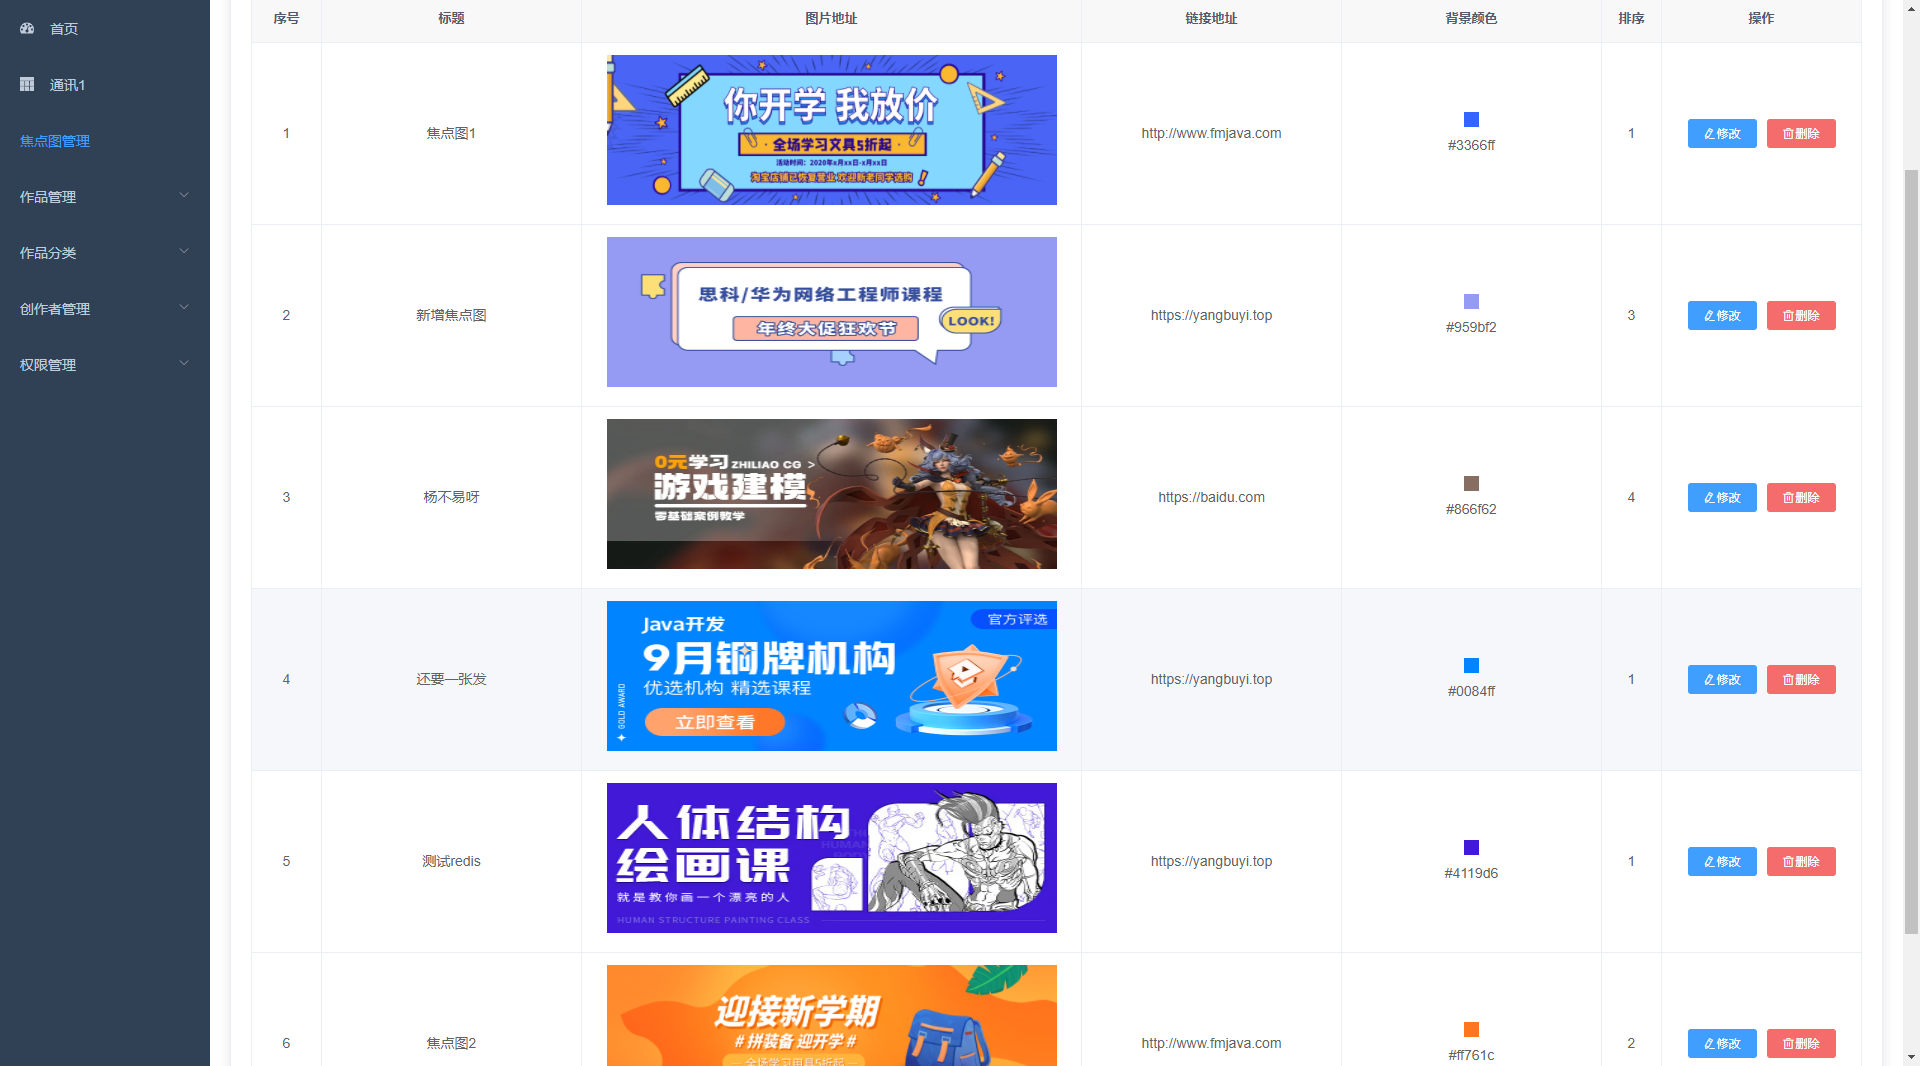 首页
通讯1
焦点图管理
作品管理
作品分类
创作者管理
权限管理
序号 标题 图片地址 链接地址 背景颜色 排序 操作
你开学 我放价
·全场学习文具5折起·
活动时间：2020年x月xx日-x月xx日
淘宝店铺已恢复营业 欢迎新老同学选购！
1 焦点图1 http://www.fmjava.com #3366ff 1 修改 删除
思科/华为网络工程师课程
年终大促狂欢节
LOOK!
2 新增焦点图 https://yangbuyi.top #959bf2 3 修改 删除
0元学习 ZHILIAO CG >
游戏建模
零基础案例教学
3 杨不易呀 https://baidu.com #866f62 4 修改 删除
Java开发
官方评选
9月铜牌机构
优选机构 精选课程
立即查看
GOLD AWARD
4 还要一张发 https://yangbuyi.top #0084ff 1 修改 删除
人体结构
绘画课
就是教你画一个漂亮的人
HUMAN STRUCTURE PAINTING CLASS
5 测试redis https://yangbuyi.top #4119d6 1 修改 删除
迎接新学期
# 拼装备 迎开学 #
全场学习用具5折起
6 焦点图2 http://www.fmjava.com #ff761c 2 修改 删除